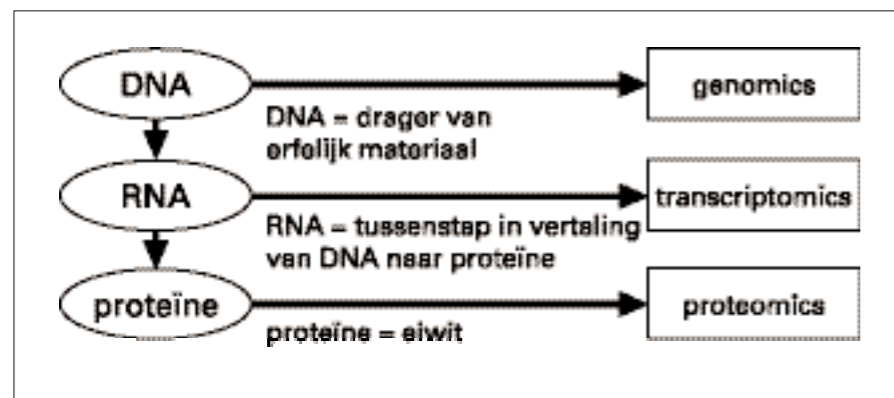 DNA
genomics
DNA = drager van
erfelijk materiaal
RNA
transcriptomics
RNA = tussenstap in vertaling
van DNA naar proteïne
proteïne
proteomics
proteïne = eiwit